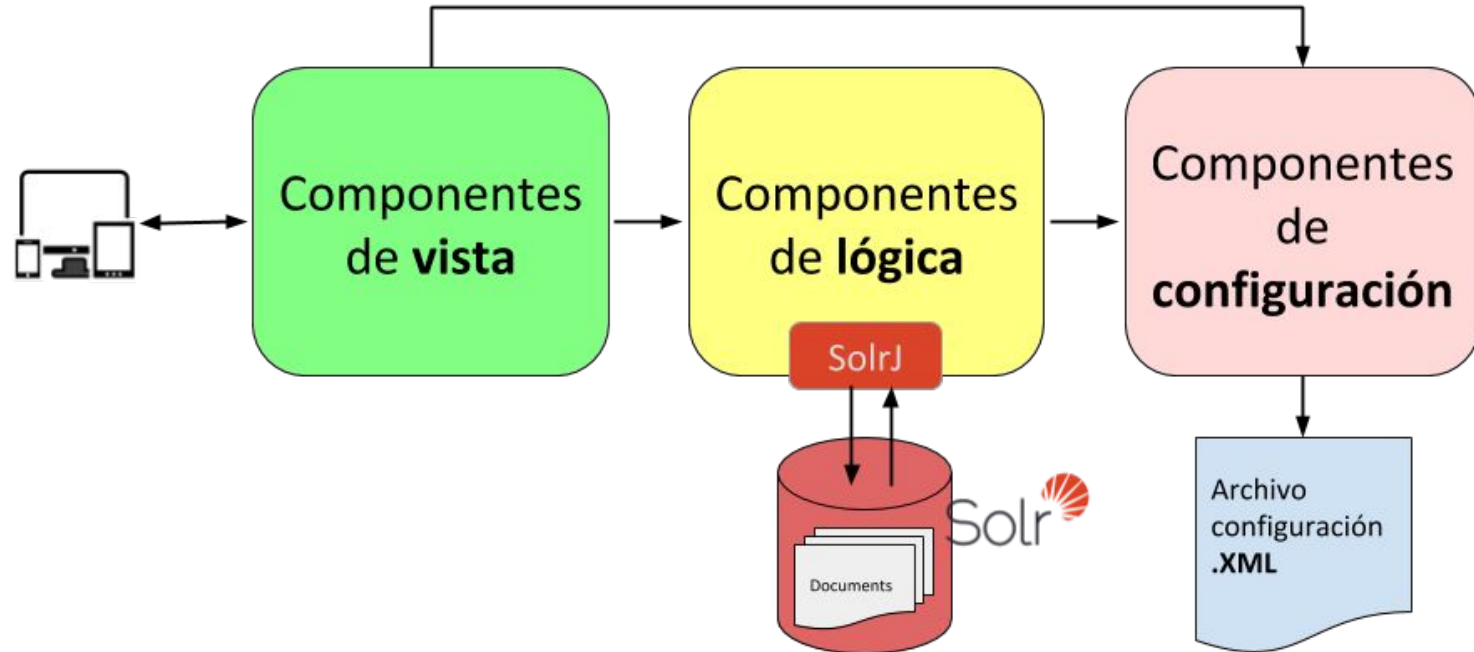 Componentes
de vista
Componentes
de lógica
Componentes
de
configuración
SolrJ
Documents
Solr
Archivo
configuración
.XML